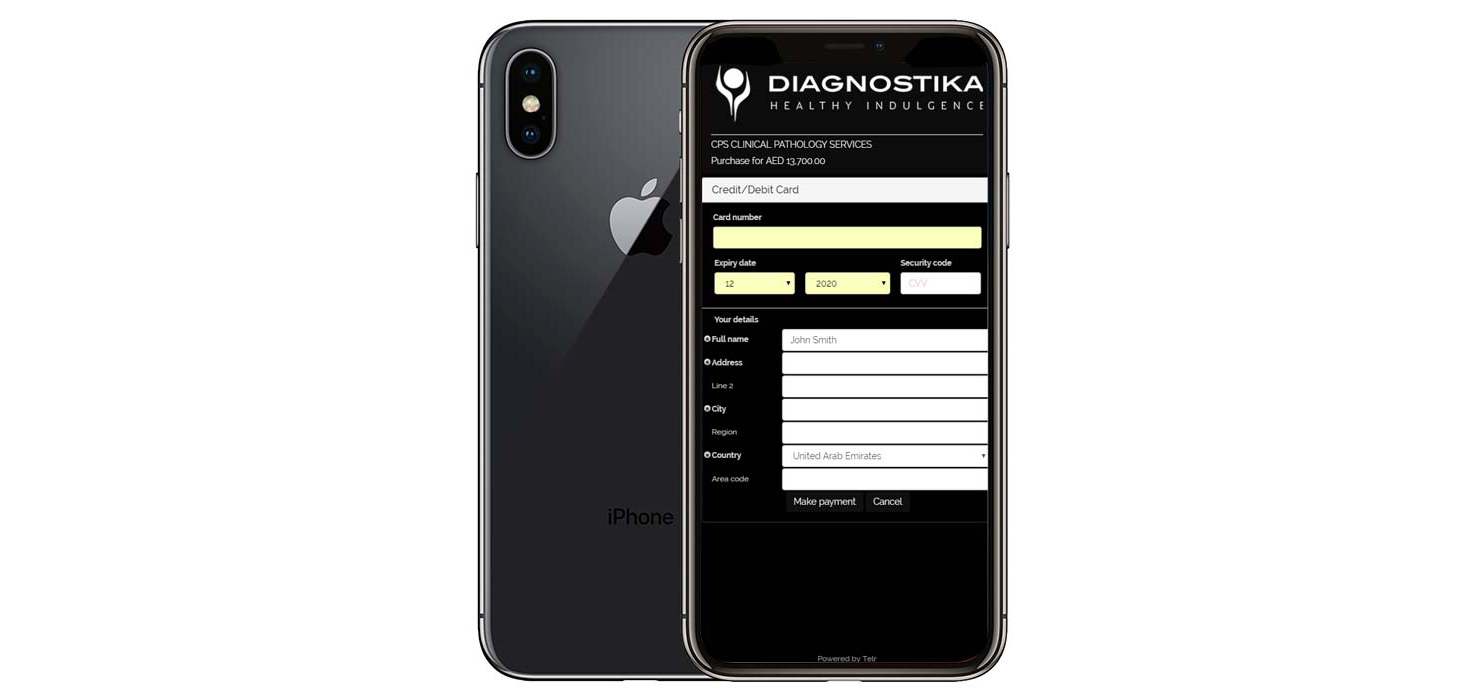 DIAGNOSTIKA
HEALTHY INDULGENCE
CPS CLINICAL PATHOLOGY SERVICES
Purchase for AED 13,700.00
Credit/Debit Card
Card number
Expiry date
Security code
12
2020
CVV
Your details
Full name
John Smith
Address
Line 2
City
Region
Country
United Arab Emirates
Area code
Make payment
Cancel
iPhone
Powered by Telr